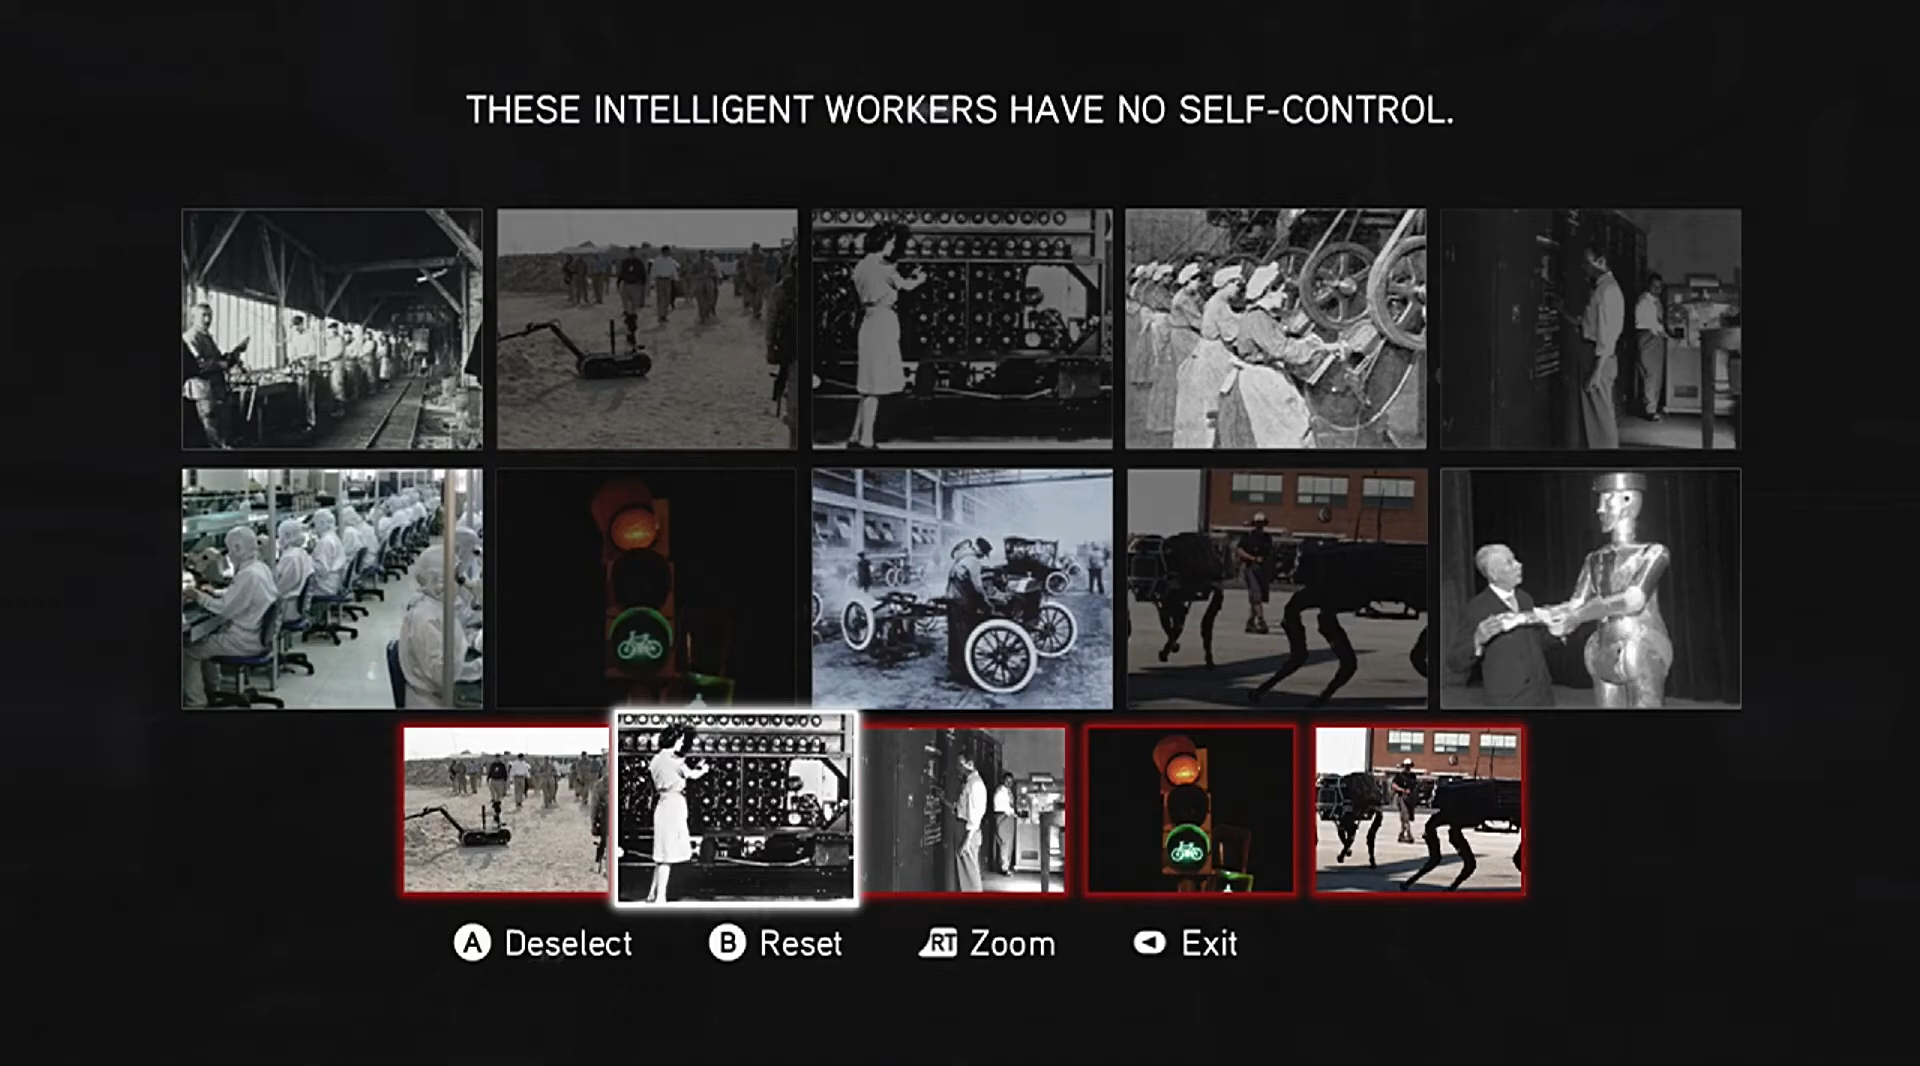 THESE INTELLIGENT WORKERS HAVE NO SELF-CONTROL.
A Deselect B Reset RT Zoom Exit